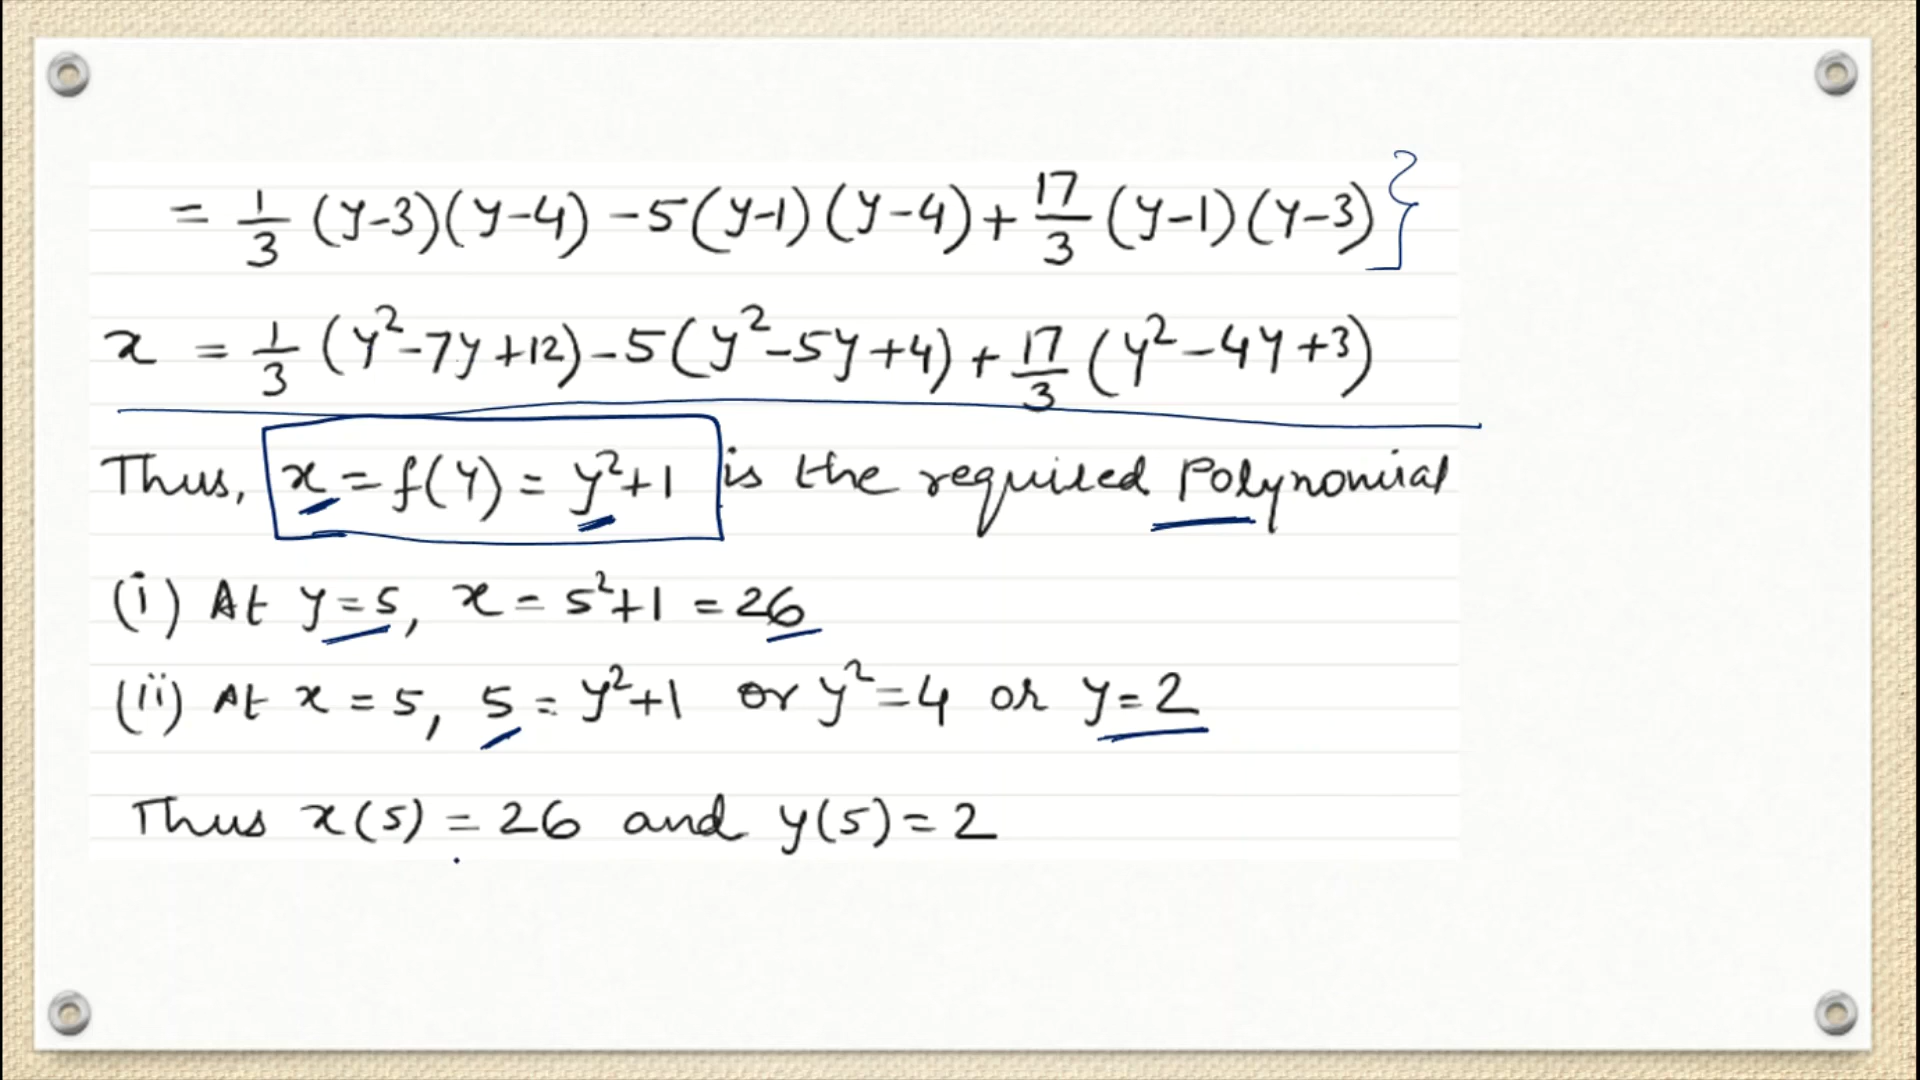 = 1/3 (y-3)(y-4) -5(y-1)(y-4)+ 17/3 (y-1)(y-3)}
x = 1/3 (y²-7y+12)-5(y²-5y+4)+ 17/3 (y²-4y+3)
Thus, x = f(y) = y²+1 is the required Polynomial
(i) At y=5, x = 5²+1 = 26
(ii) At x = 5, 5 = y²+1 or y²=4 or y=2
Thus x(5) = 26 and y(5)=2